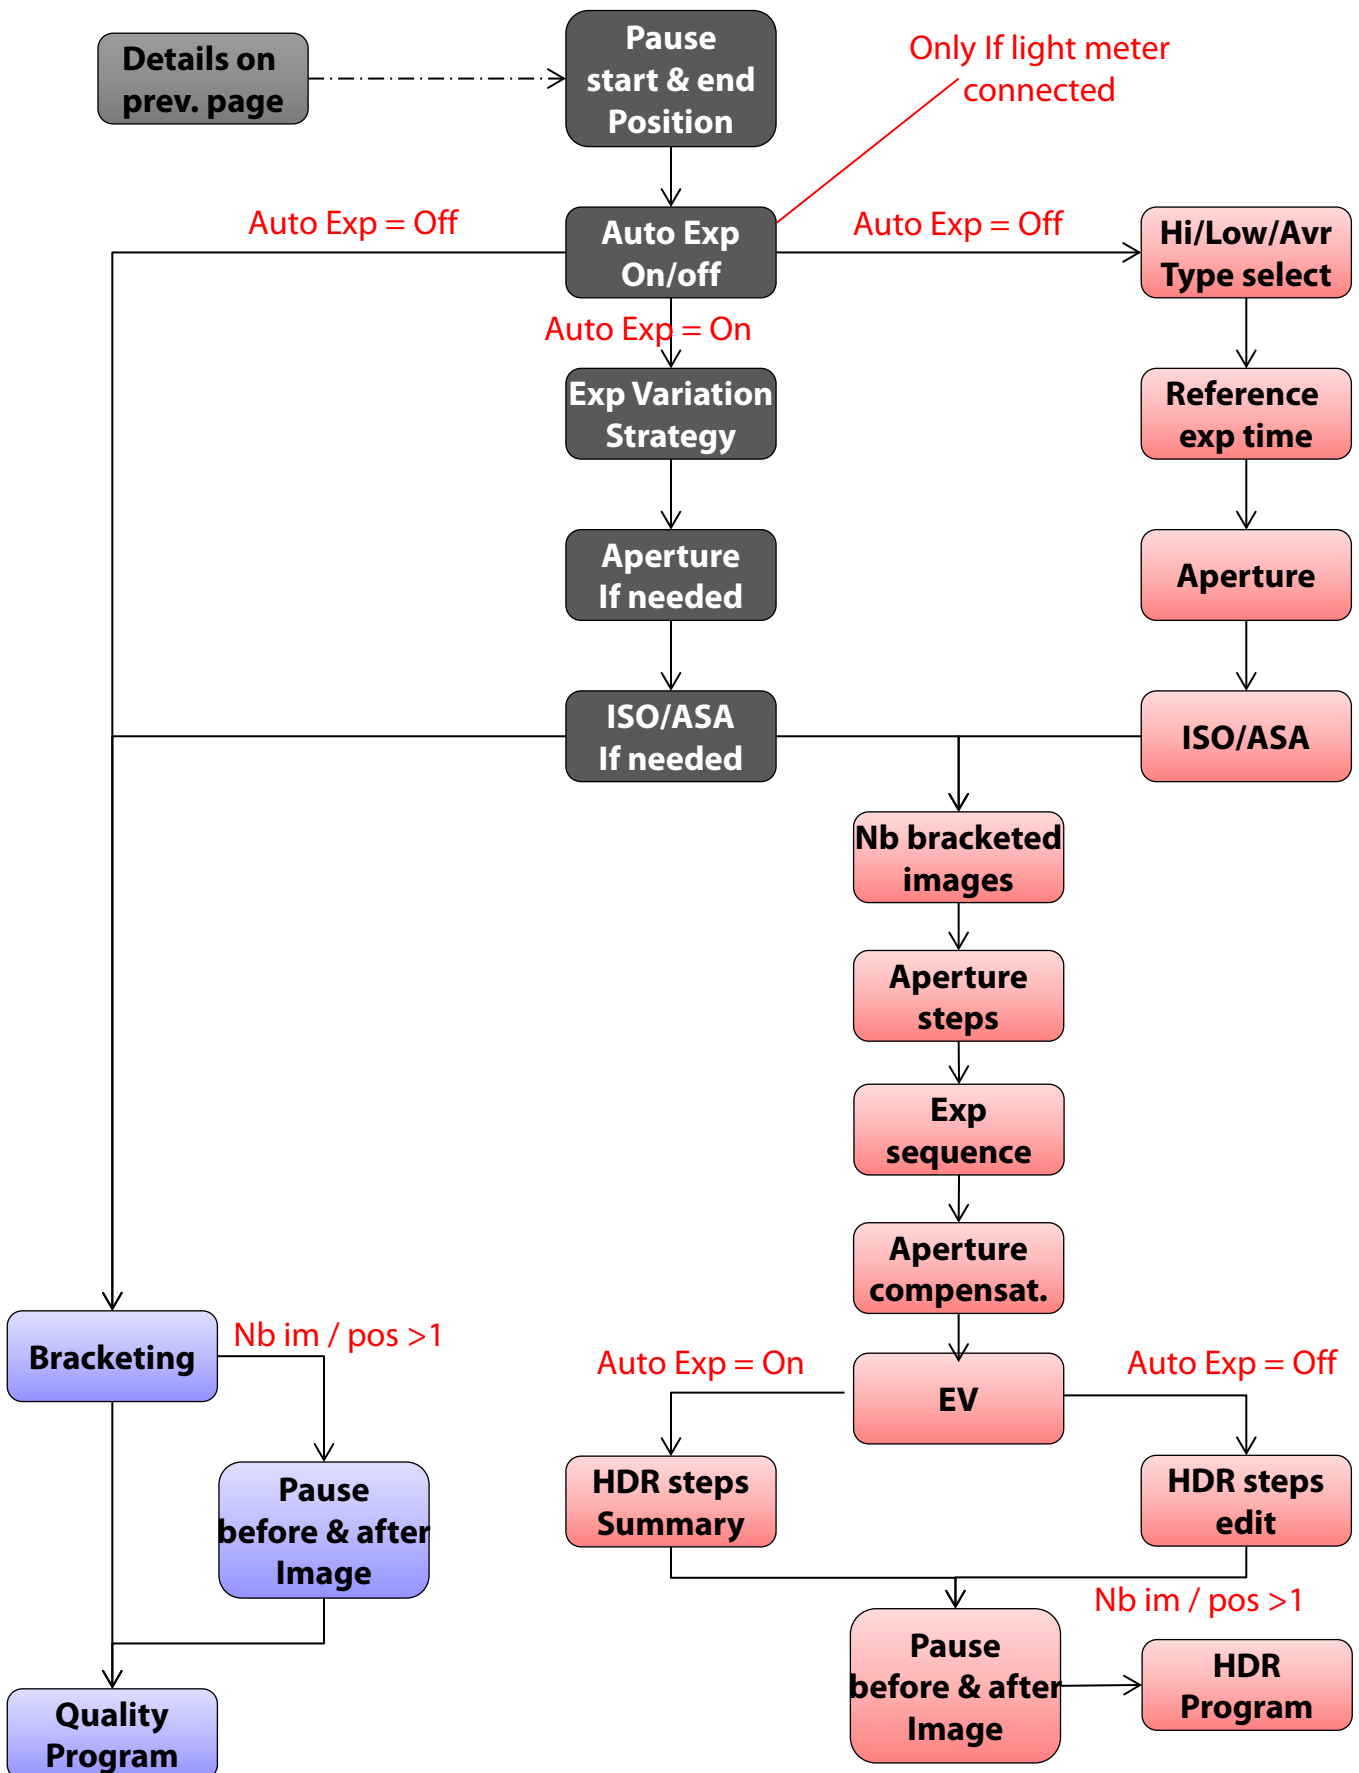 Details on
prev. page
Pause
start & end
Position
Only If light meter
connected
Auto Exp = Off
Auto Exp
On/off
Auto Exp = Off
Hi/Low/Avr
Type select
Auto Exp = On
Exp Variation
Strategy
Reference
exp time
Aperture
If needed
Aperture
ISO/ASA
If needed
ISO/ASA
Nb bracketed
images
Aperture
steps
Exp
sequence
Aperture
compensat.
Bracketing
Nb im / pos >1
Auto Exp = On
EV
Auto Exp = Off
Pause
before & after
Image
HDR steps
Summary
HDR steps
edit
Nb im / pos >1
Pause
before & after
Image
HDR
Program
Quality
Program